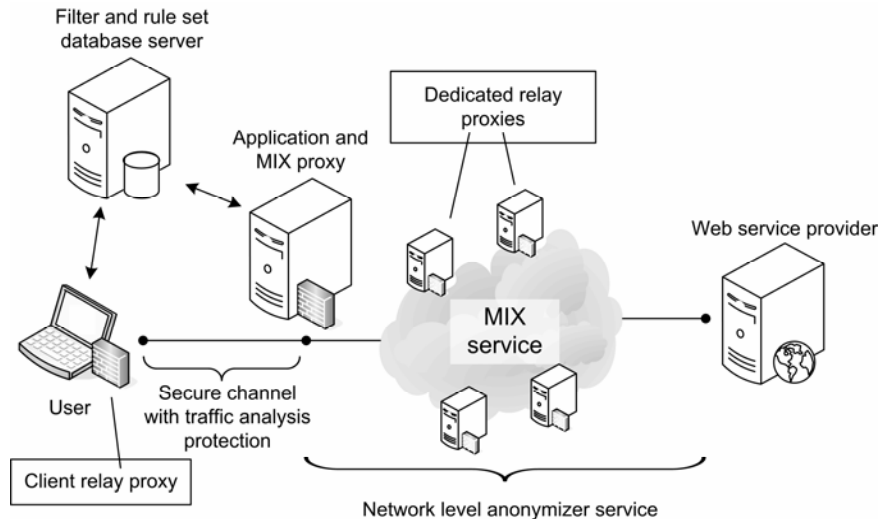 Filter and rule set
database server
Application and
MIX proxy
Dedicated relay
proxies
Web service provider
MIX
service
User
Secure channel
with traffic analysis
protection
Client relay proxy
Network level anonymizer service